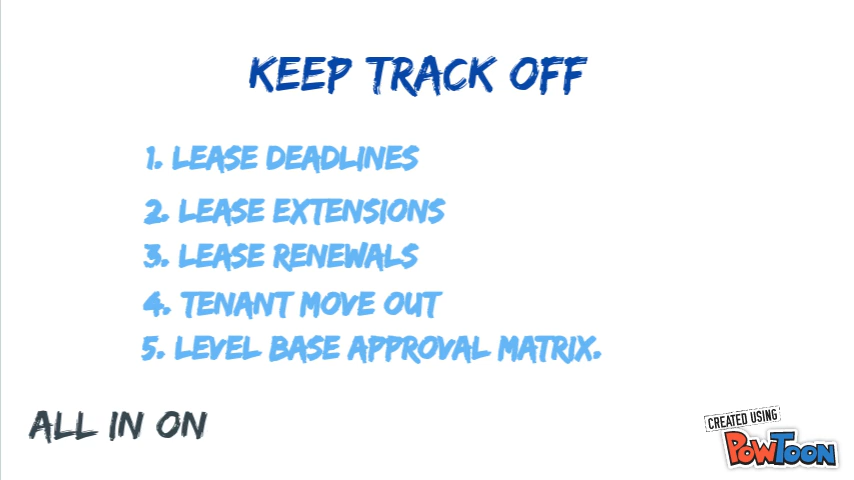 KEEP TRACK OFF
1. LEASE DEADLINES
2. LEASE EXTENSIONS
3. LEASE RENEWALS
4. TENANT MOVE OUT
5. LEVEL BASE APPROVAL MATRIX.
ALL IN ON
CREATED USING
POWTOON